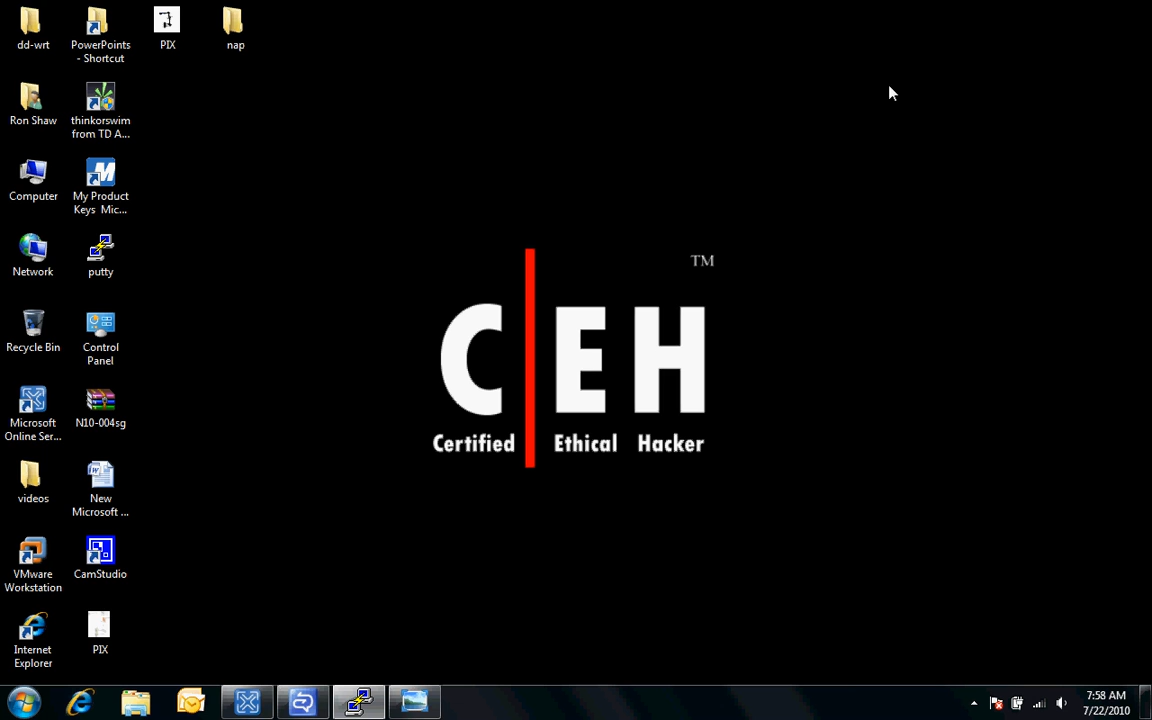 dd-wrt
PowerPoints
- Shortcut
PIX
nap
Ron Shaw
thinkorswim
from TD A...
Computer
My Product
Keys Mic...
Network
putty
Recycle Bin
Control
Panel
Microsoft
Online Ser...
N10-004sg
videos
New
Microsoft ...
VMware
Workstation
CamStudio
Internet
Explorer
PIX
TM
C EH
Certified Ethical Hacker
7:58 AM
7/22/2010